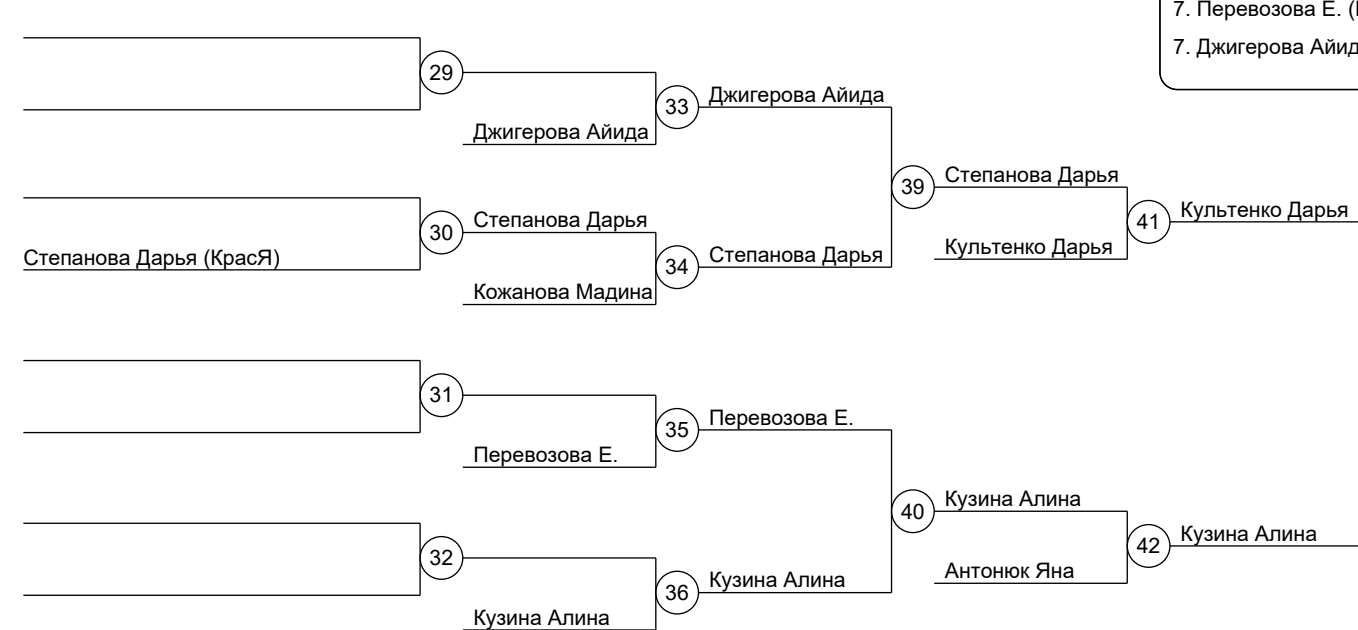 7. Перевозова Е. (
7. Джигерова Айид
29
Джигерова Айида
33
Джигерова Айида
39
Степанова Дарья
Культенко Дарья
41
Культенко Дарья
Степанова Дарья (КрасЯ)
30
Степанова Дарья
Кожанова Мадина
34
Степанова Дарья
31
Перевозова Е.
35
Перевозова Е.
40
Кузина Алина
Антонюк Яна
42
Кузина Алина
32
Кузина Алина
36
Кузина Алина